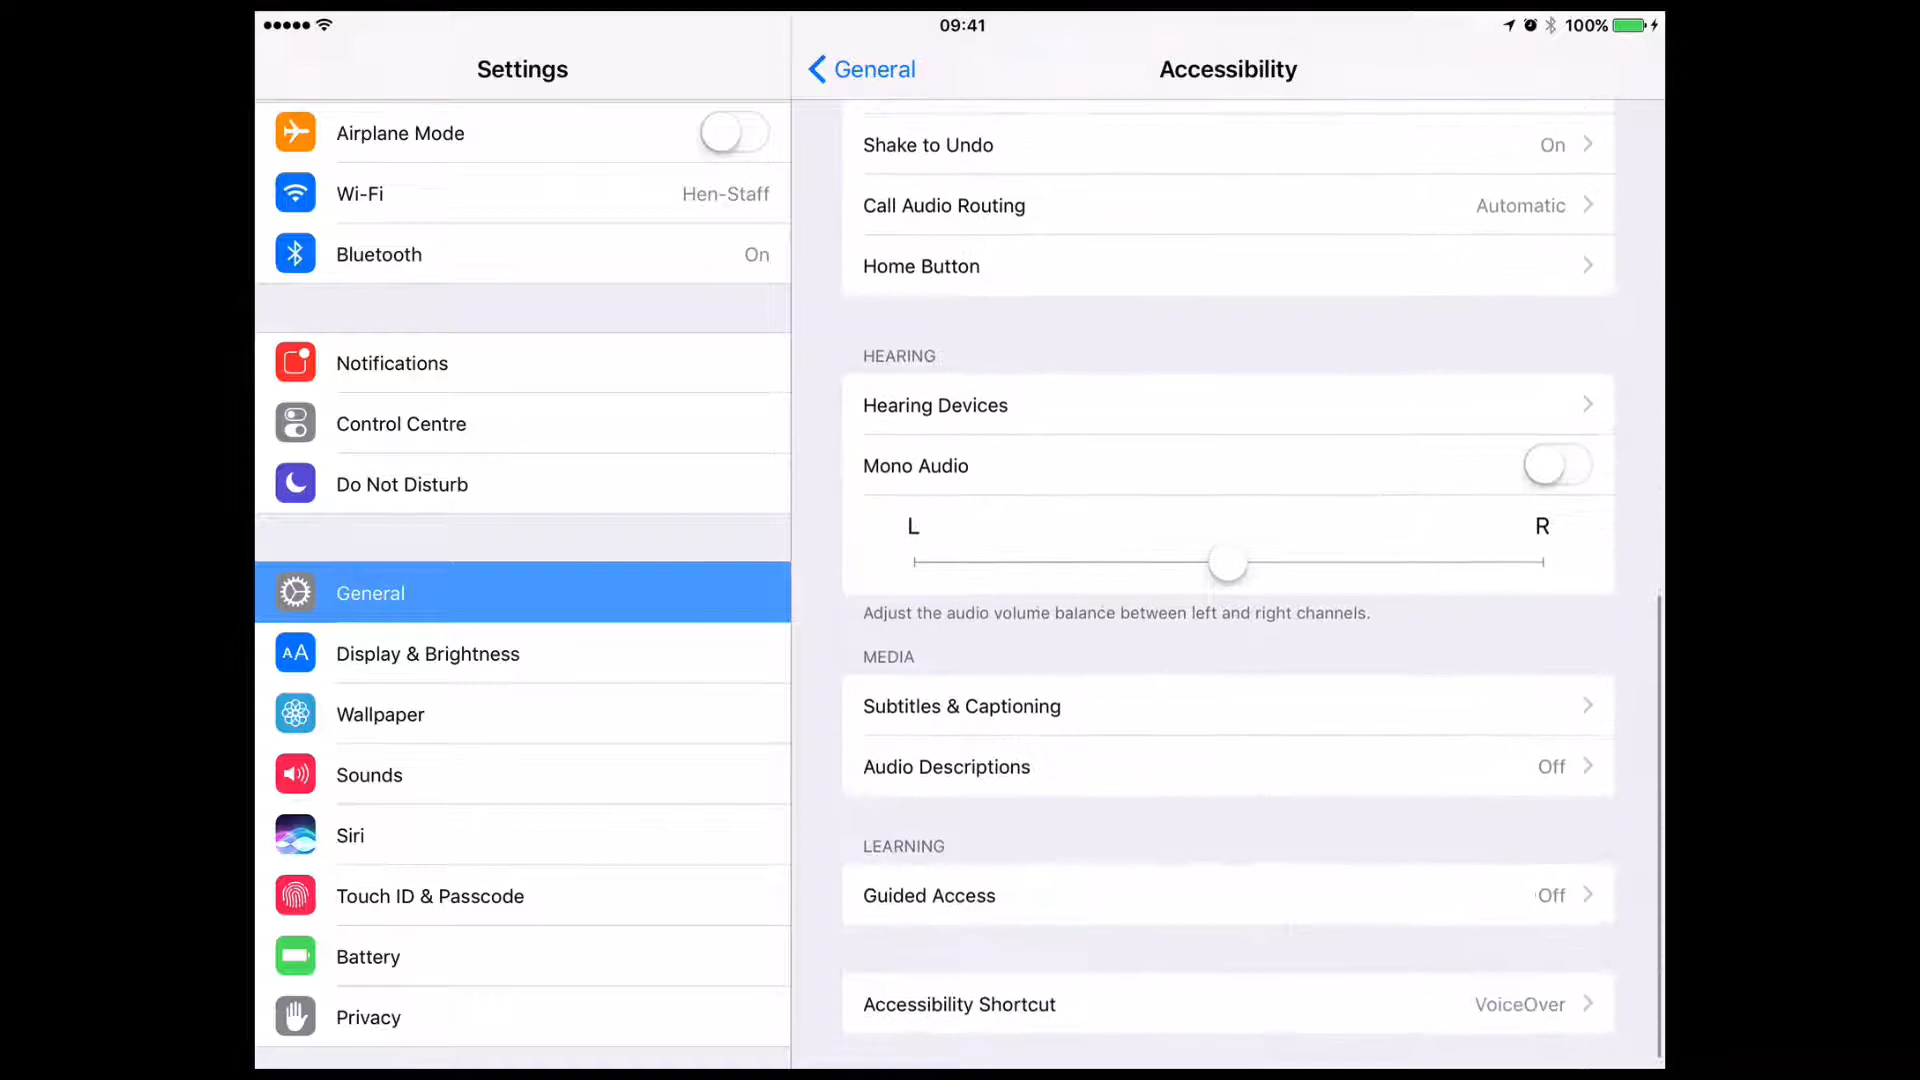 09:41
100%
Settings
General
Accessibility
Airplane Mode
Wi-Fi Hen-Staff
Bluetooth On
Notifications
Control Centre
Do Not Disturb
General
AA Display & Brightness
Wallpaper
Sounds
Siri
Touch ID & Passcode
Battery
Privacy
Shake to Undo On
Call Audio Routing Automatic
Home Button
HEARING
Hearing Devices
Mono Audio
L R
Adjust the audio volume balance between left and right channels.
MEDIA
Subtitles & Captioning
Audio Descriptions Off
LEARNING
Guided Access Off
Accessibility Shortcut VoiceOver